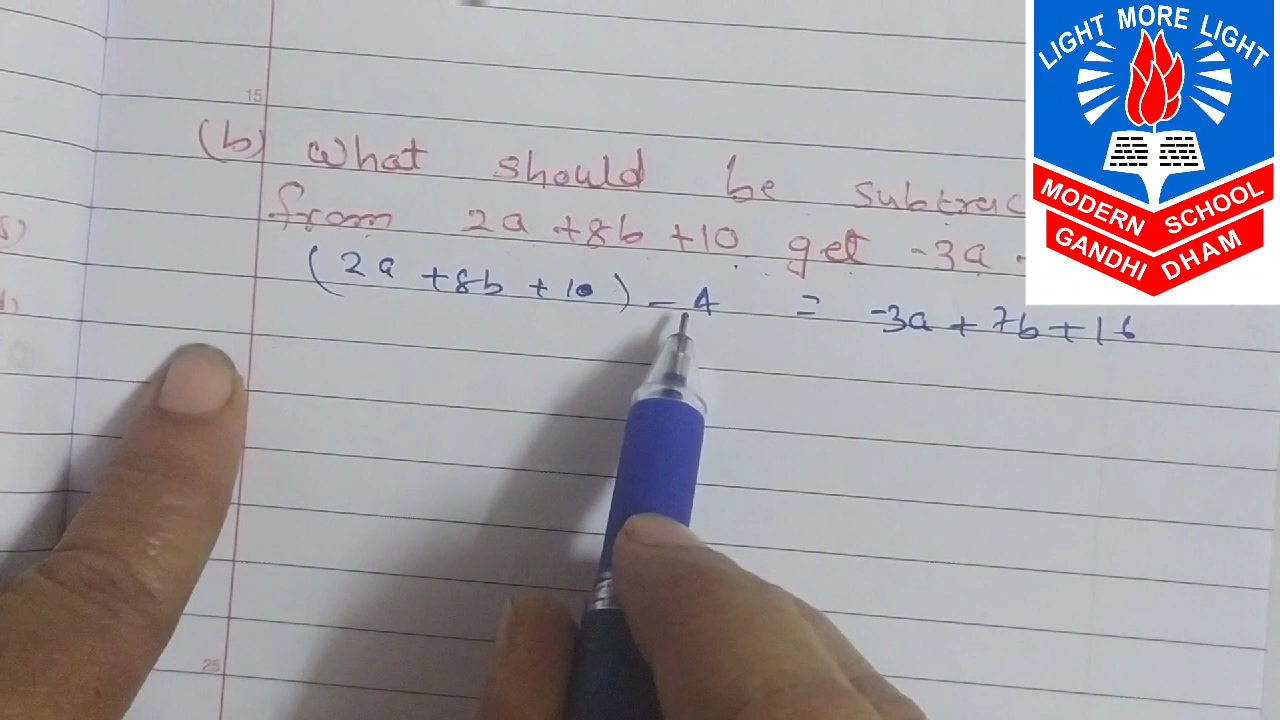 LIGHT MORE LIGHT
MODERN SCHOOL
GANDHI DHAM
15
(b) What should be subtrac
from 2a +8b +10 get -3a
(2a +8b +10) - A = -3a + 7b + 16
25